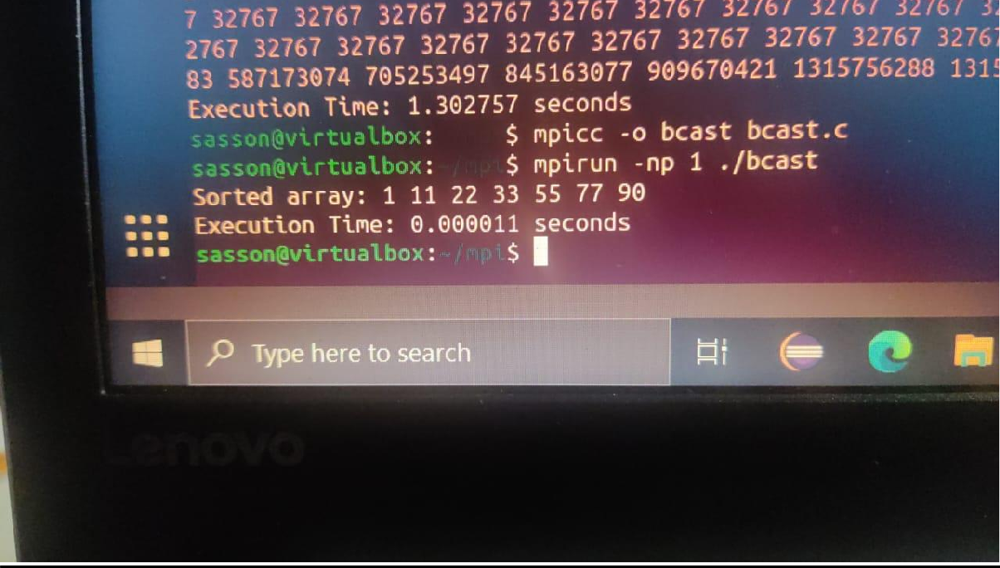 7 32767 32767 32767 32767 32767 32767 32767 32767 32767
2767 32767 32767 32767 32767 32767 32767 32767 32767 3276
83 587173074 705253497 845163077 909670421 1315756288 131
Execution Time: 1.302757 seconds
sasson@virtualbox: $ mpicc -o bcast bcast.c
sasson@virtualbox:~/mpi$ mpirun -np 1 ./bcast
Sorted array: 1 11 22 33 55 77 90
Execution Time: 0.000011 seconds
sasson@virtualbox:~/mpi$
Type here to search
Lenovo